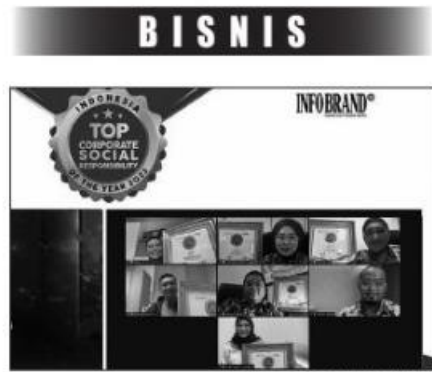 BISNIS
INFOBRAND®
INDONESIA
TOP
CORPORATE
SOCIAL
RESPONSIBILITY
OF THE YEAR 2022